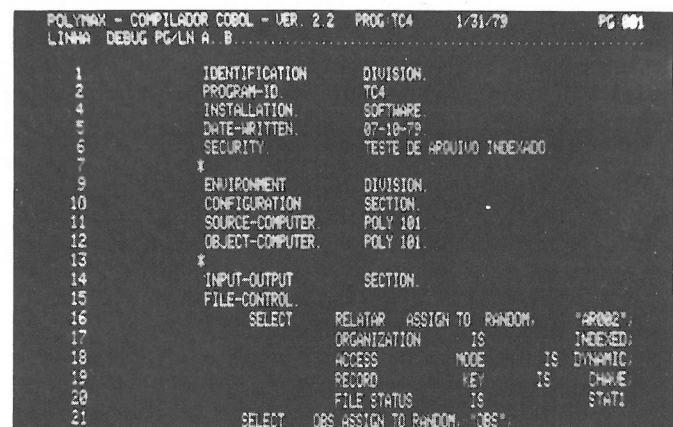 POLYMAX - COMPILADOR COBOL - VER. 2.2 PROG:TC4 1/31/79 PG:001
LINHA DEBUG PG/LN A..B...............................................................
1 IDENTIFICATION DIVISION.
2 PROGRAM-ID. TC4
4 INSTALLATION. SOFTWARE.
5 DATE-WRITTEN. 07-10-79.
6 SECURITY. TESTE DE ARQUIVO INDEXADO.
7 *
9 ENVIRONMENT DIVISION.
10 CONFIGURATION SECTION.
11 SOURCE-COMPUTER. POLY 101.
12 OBJECT-COMPUTER. POLY 101.
13 *
14 INPUT-OUTPUT SECTION.
15 FILE-CONTROL.
16 SELECT RELATAR ASSIGN TO RANDOM, "AR002";
17 ORGANIZATION IS INDEXED;
18 ACCESS MODE IS DYNAMIC;
19 RECORD KEY IS CHAVE;
20 FILE STATUS IS STATI
21 SELECT OBS ASSIGN TO RANDOM, "OBS";